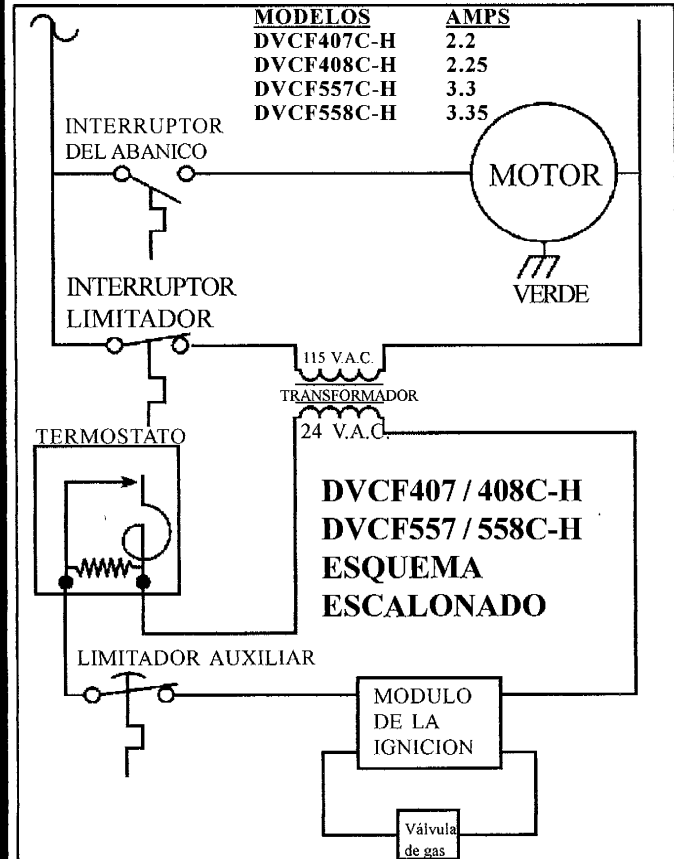 MODELOS AMPS
DVCF407C-H 2.2
DVCF408C-H 2.25
DVCF557C-H 3.3
DVCF558C-H 3.35
INTERRUPTOR
DEL ABANICO
MOTOR
VERDE
INTERRUPTOR
LIMITADOR
115 V.A.C.
TRANSFORMADOR
24 V.A.C.
TERMOSTATO
DVCF407 / 408C-H
DVCF557 / 558C-H
ESQUEMA
ESCALONADO
LIMITADOR AUXILIAR
MODULO
DE LA
IGNICION
Válvula
de gas